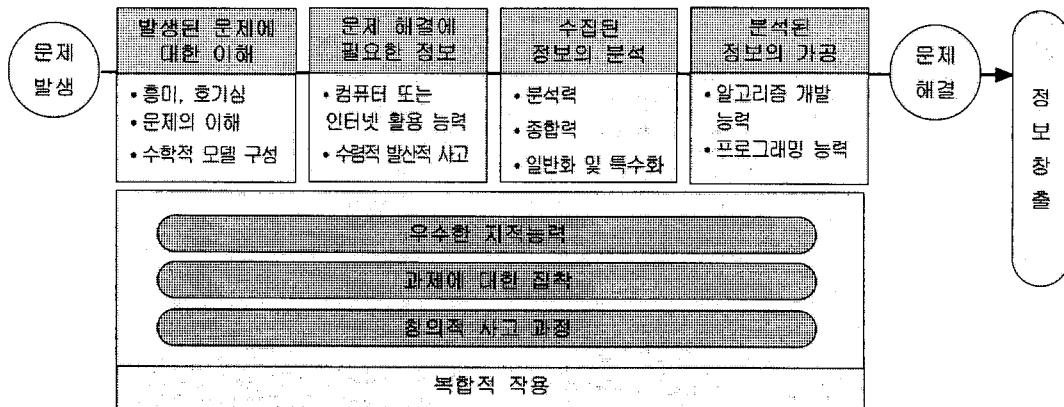 문제
발생
발생된 문제에
대한 이해
• 흥미, 호기심
• 문제의 이해
• 수학적 모델 구성
문제 해결에
필요한 정보
• 컴퓨터 또는
인터넷 활용 능력
• 수렴적 발산적 사고
수집된
정보의 분석
• 분석력
• 종합력
• 일반화 및 특수화
분석된
정보의 가공
• 알고리즘 개발
능력
• 프로그래밍 능력
문제
해결
정
보
창
출
우수한 지적능력
과제에 대한 집착
창의적 사고 과정
복합적 작용